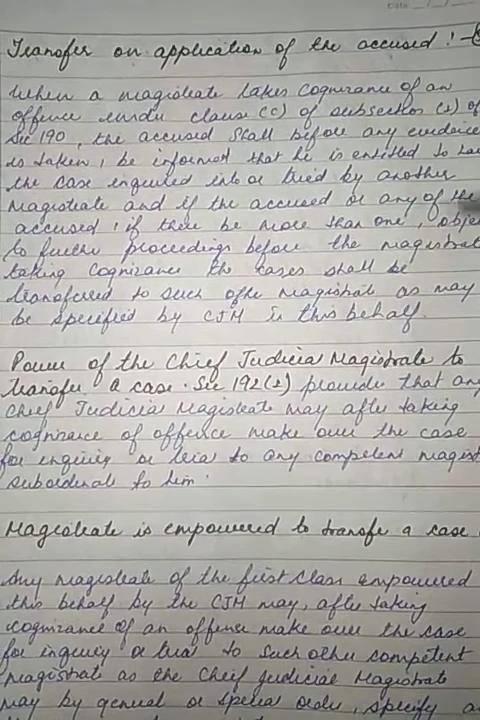 Date
Transfer on application of the accused! -
When a magistrate takes cognizance of an
offence under clause (c) of subsection (1) of
Sec 190, the accused shall before any evidence
is taken, be informed that he is entitled to ha
the case enquired into or tried by another
magistrate and if the accused or any of the
accused, if there be more than one, objec
to further proceedings before the magistrat
taking cognizance the cases shall be
transferred to such othe magistrate as may
be specified by CJM in this behalf.
Power of the Chief Judicial Magistrate to
transfer a case. Sec 192(1) provide that any
Chief Judicial Magistrate may after taking
cognizance of offence make over the case
for enquiry or trial to any competent magist
subordinate to him.
Magistrate is empowered to transfer a case
Any magistrate of the first class empowered
this behalf by the CJM may, after taking
cognizance of an offense make over the case
for enquiry or trial to such other competent
magistrate as the Chief Judicial Magistrate
may by general or special order, specify a